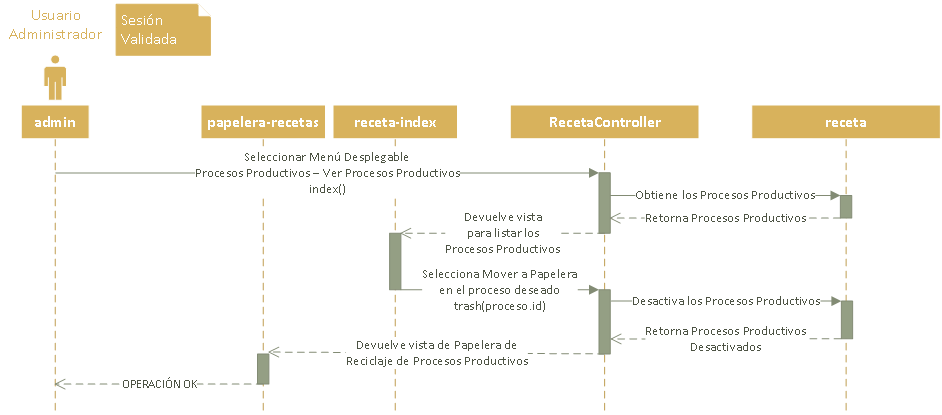 Usuario
Administrador
Sesión
Validada
admin
papelera-recetas
receta-index
RecetaController
receta
Seleccionar Menú Desplegable
Procesos Productivos – Ver Procesos Productivos
index()
Obtiene los Procesos Productivos
Retorna Procesos Productivos
Devuelve vista
para listar los
Procesos Productivos
Selecciona Mover a Papelera
en el proceso deseado
trash(proceso.id)
Desactiva los Procesos Productivos
Retorna Procesos Productivos
Desactivados
Devuelve vista de Papelera de
Reciclaje de Procesos Productivos
OPERACIÓN OK